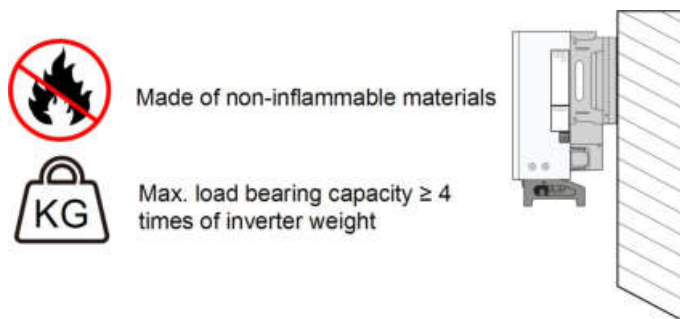 Made of non-inflammable materials
KG
Max. load bearing capacity ≥ 4
times of inverter weight